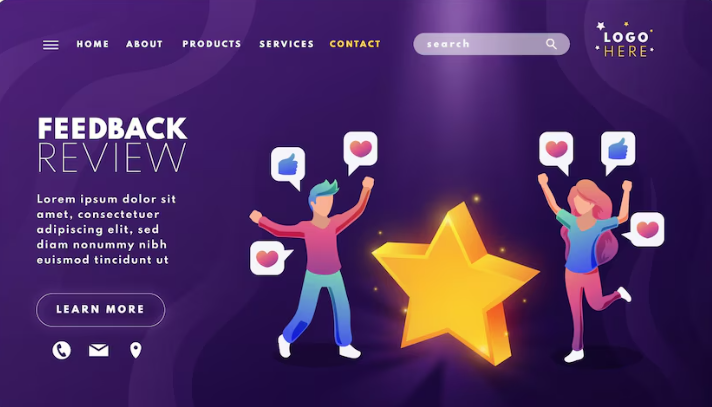 HOME ABOUT PRODUCTS SERVICES CONTACT search LOGO
HERE
FEEDBACK
REVIEW
Lorem ipsum dolor sit
amet, consectetuer
adipiscing elit, sed
diam nonummy nibh
euismod tincidunt ut
LEARN MORE